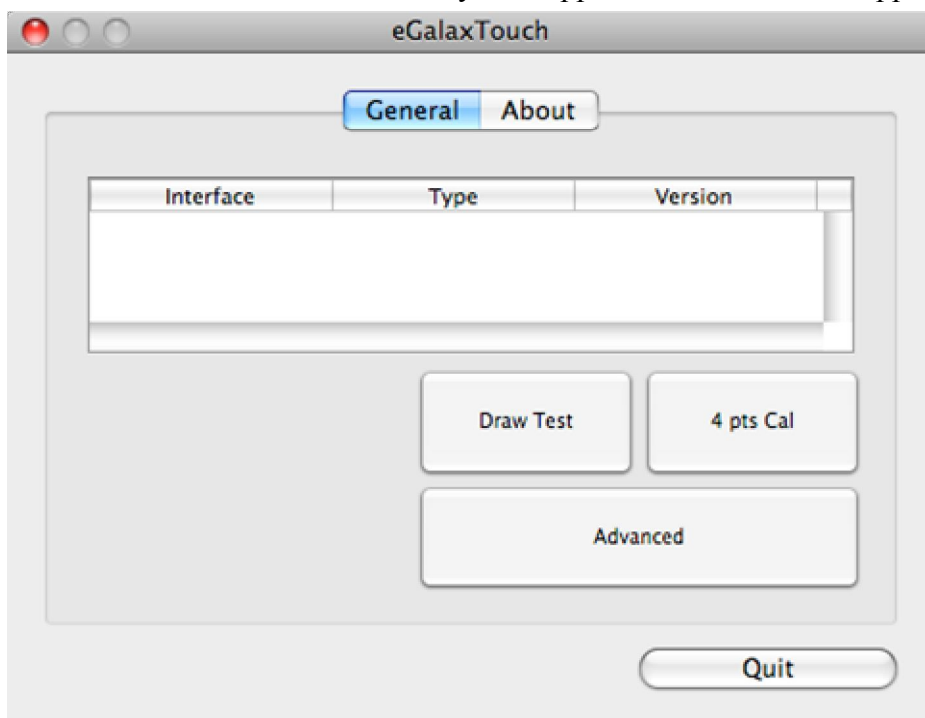 eGalaxTouch
General About
Interface Type Version
Draw Test 4 pts Cal
Advanced
Quit